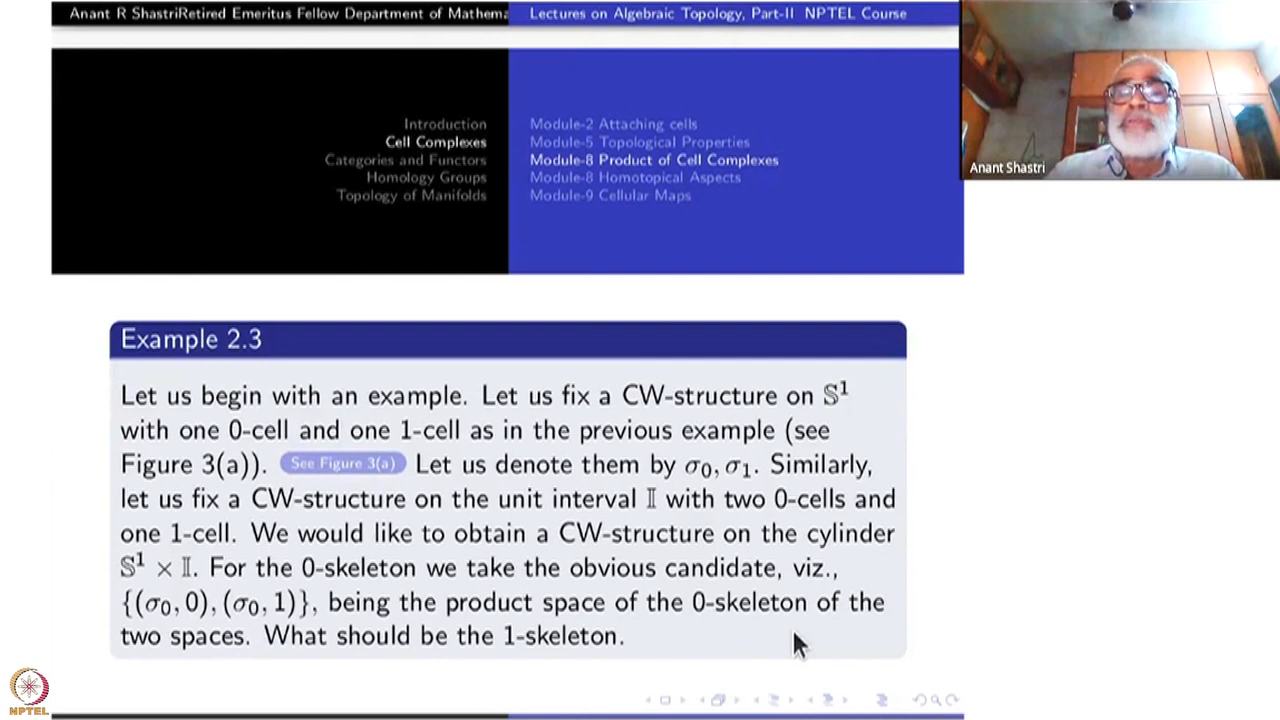 Anant R ShastriRetired Emeritus Fellow Department of Mathema
Lectures on Algebraic Topology, Part-II NPTEL Course
Introduction
Cell Complexes
Categories and Functors
Homology Groups
Topology of Manifolds
Module-2 Attaching cells
Module-5 Topological Properties
Module-8 Product of Cell Complexes
Module-8 Homotopical Aspects
Module-9 Cellular Maps
Anant Shastri
Example 2.3
Let us begin with an example. Let us fix a CW-structure on 𝕊¹
with one 0-cell and one 1-cell as in the previous example (see
Figure 3(a)). See Figure 3(a) Let us denote them by σ₀, σ₁. Similarly,
let us fix a CW-structure on the unit interval 𝕀 with two 0-cells and
one 1-cell. We would like to obtain a CW-structure on the cylinder
𝕊¹ × 𝕀. For the 0-skeleton we take the obvious candidate, viz.,
{(σ₀, 0), (σ₀, 1)}, being the product space of the 0-skeleton of the
two spaces. What should be the 1-skeleton.
NPTEL